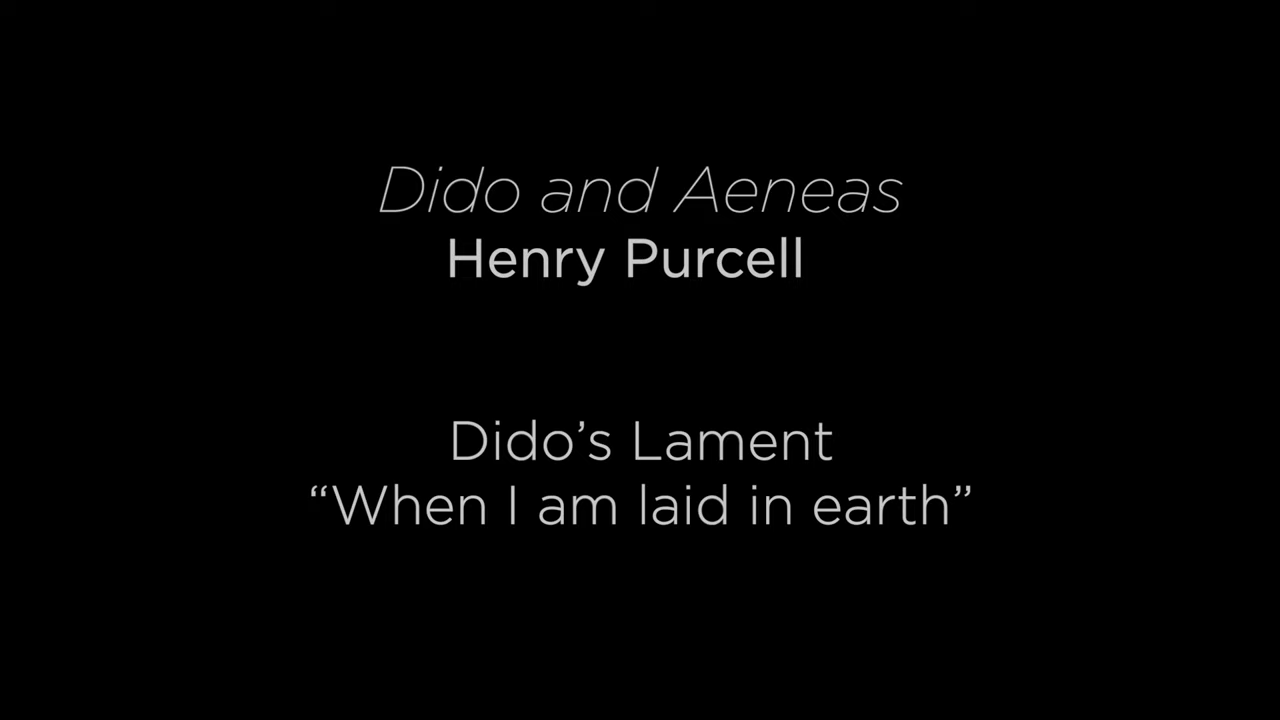 Dido and Aeneas
Henry Purcell
Dido’s Lament
“When I am laid in earth”